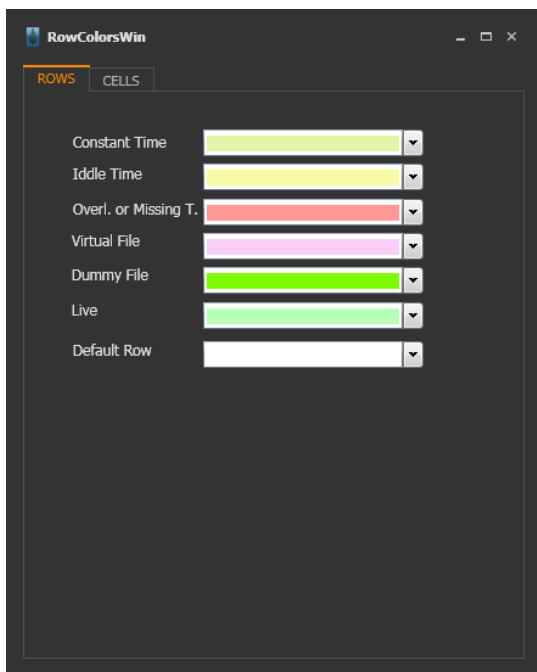 RowColorsWin
ROWS
CELLS
Constant Time
Iddle Time
Overl. or Missing T.
Virtual File
Dummy File
Live
Default Row